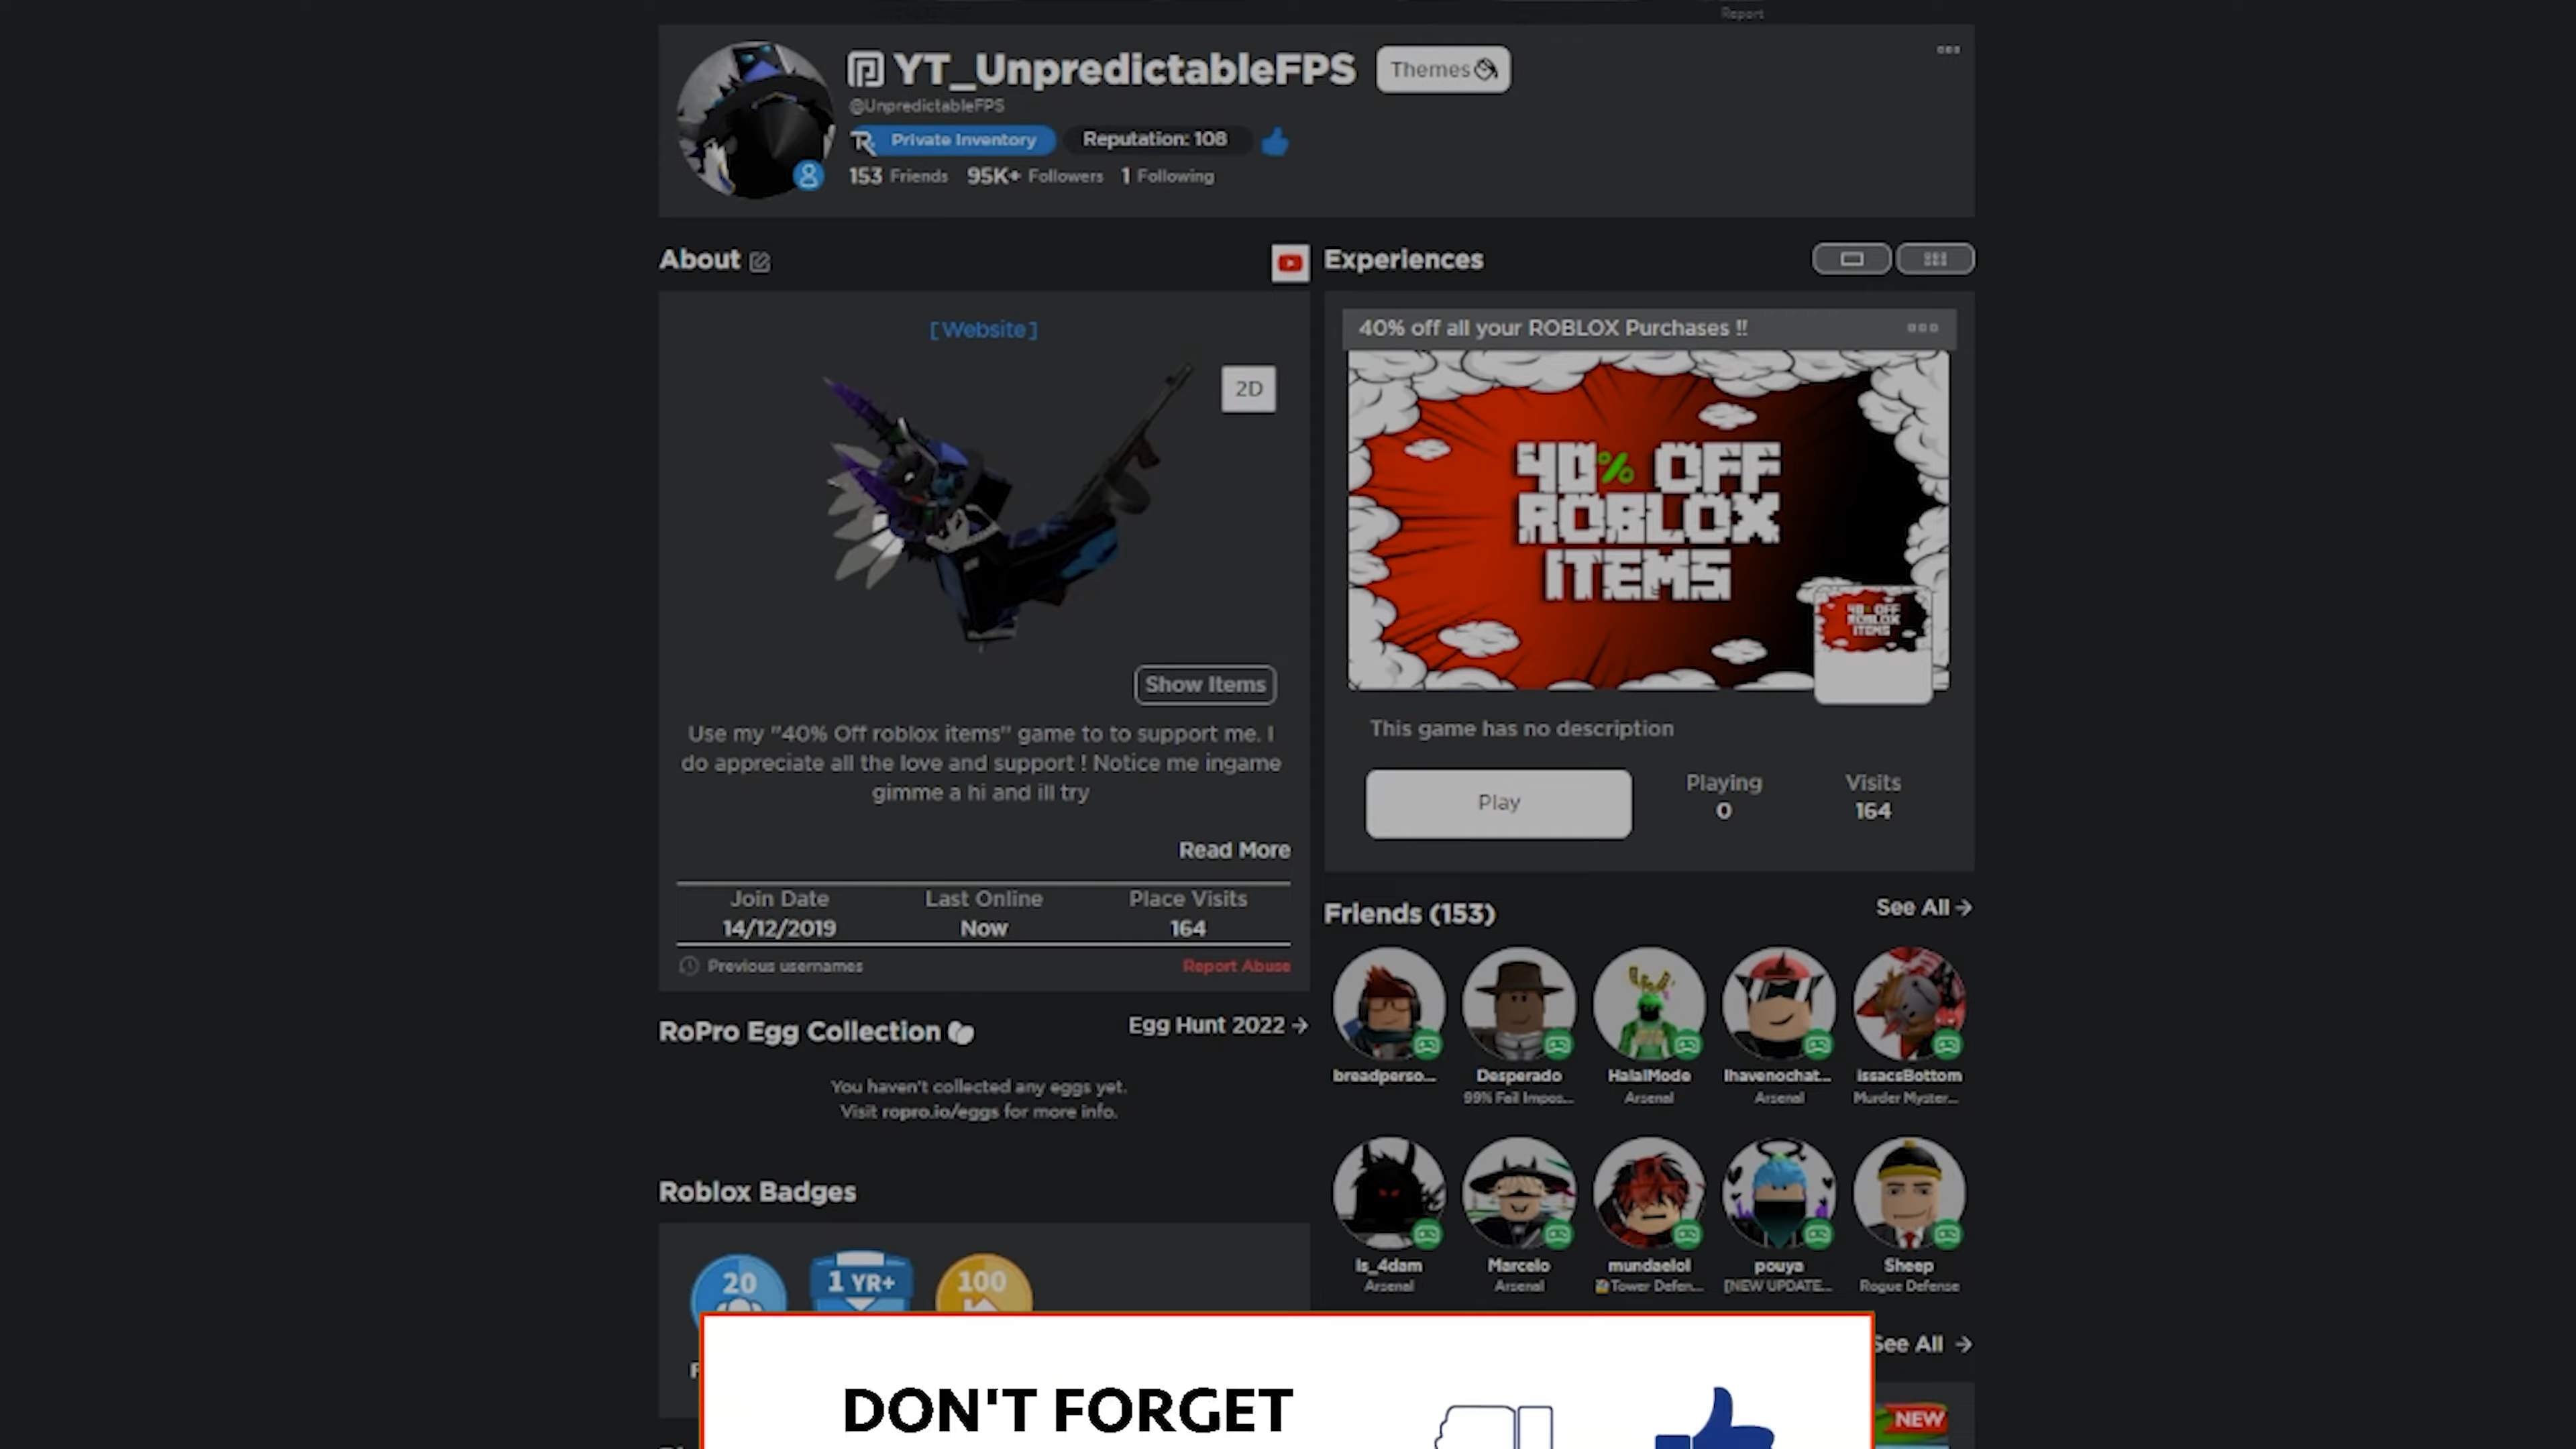 Report
YT_UnpredictableFPS
Themes
@UnpredictableFPS
Private Inventory
Reputation: 108
153 Friends 95K+ Followers 1 Following
About
[Website]
2D
Show Items
Use my "40% Off roblox items" game to to support me. I
do appreciate all the love and support ! Notice me ingame
gimme a hi and ill try
Read More
Join Date Last Online Place Visits
14/12/2019 Now 164
Previous usernames Report Abuse
RoPro Egg Collection
Egg Hunt 2022
You haven't collected any eggs yet.
Visit ropro.io/eggs for more info.
Roblox Badges
20
1 YR+
100
Experiences
40% off all your ROBLOX Purchases !!
40% OFF
ROBLOX
ITEMS
40% OFF
ROBLOX
ITEMS
This game has no description
Play
Playing Visits
0 164
Friends (153)
See All
breadperso... Desperado HalalMode Ihavenochat... issacsBottom
99% Fail Impos... Arsenal Arsenal Murder Myster...
Is_4dam Marcelo mundaelol pouya Sheep
Arsenal Arsenal Tower Defen... [NEW UPDATE... Rogue Defense
See All
NEW
DON'T FORGET